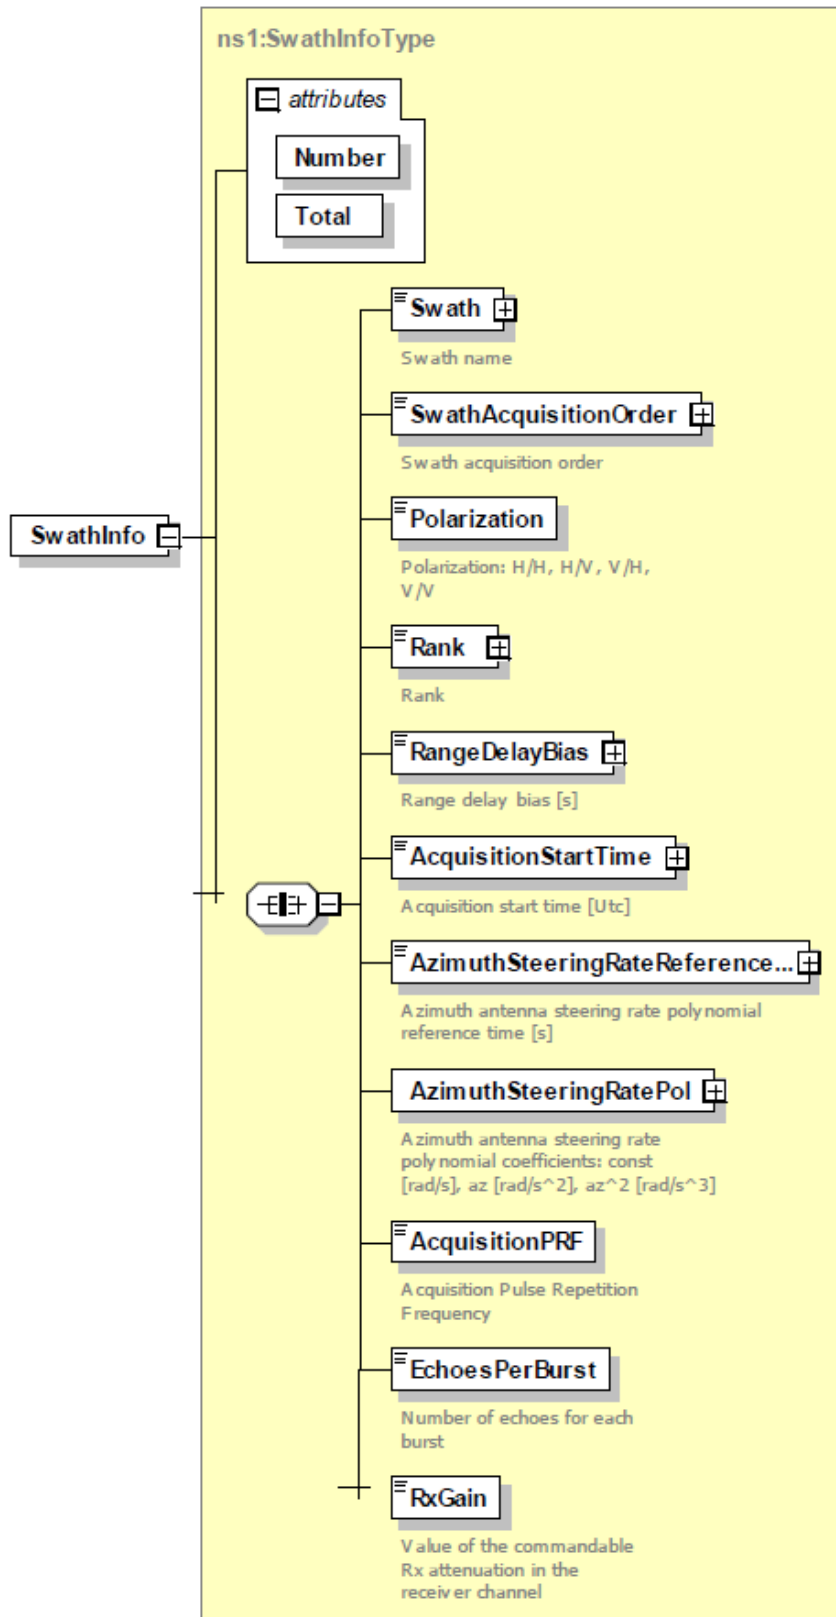 ns1:SwathInfoType
attributes
Number
Total
Swath
Swath name
SwathAcquisitionOrder
Swath acquisition order
Polarization
Polarization: H/H, H/V, V/H,
V/V
SwathInfo
Rank
Rank
RangeDelayBias
Range delay bias [s]
AcquisitionStartTime
Acquisition start time [Utc]
AzimuthSteeringRateReference...
Azimuth antenna steering rate polynomial
reference time [s]
AzimuthSteeringRatePol
Azimuth antenna steering rate
polynomial coefficients: const
[rad/s], az [rad/s^2], az^2 [rad/s^3]
AcquisitionPRF
Acquisition Pulse Repetition
Frequency
EchoesPerBurst
Number of echoes for each
burst
RxGain
Value of the commandable
Rx attenuation in the
receiver channel